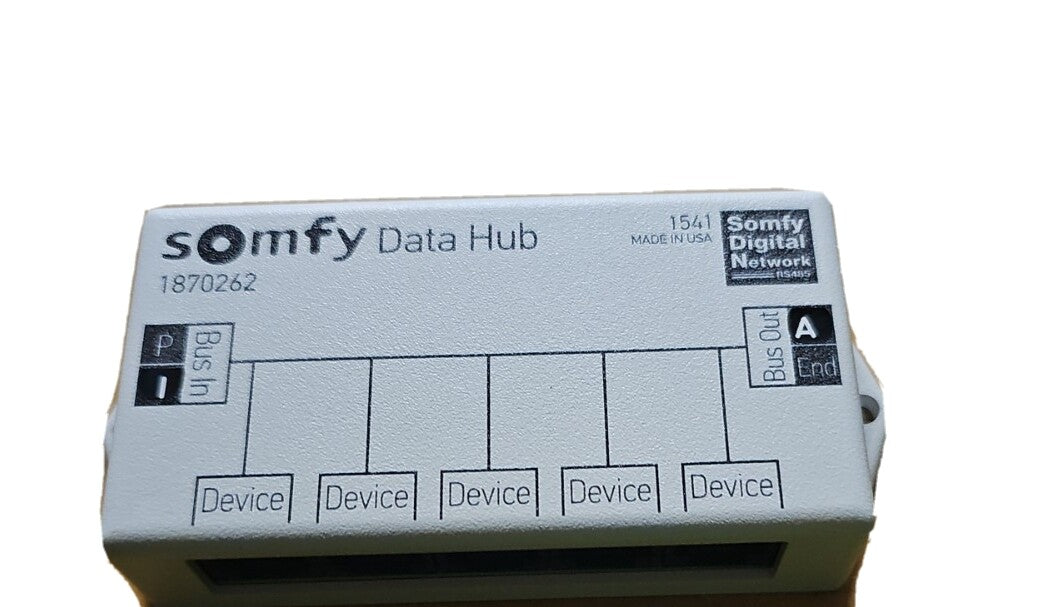 somfy Data Hub
1870262
1541
MADE IN USA
Somfy
Digital
Network
RS485
P
I
Bus In
Bus Out
A
End
Device
Device
Device
Device
Device